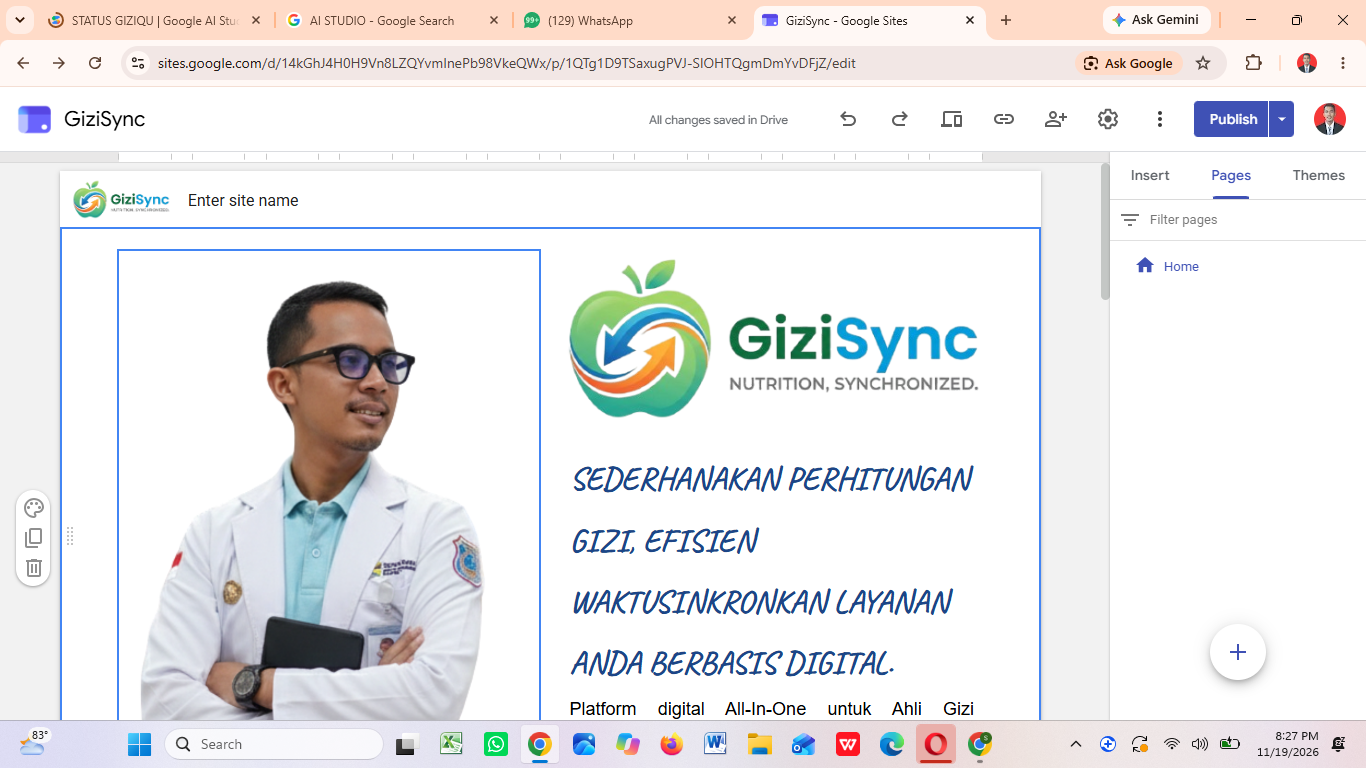 STATUS GIZIQU | Google AI Stu
AI STUDIO - Google Search
99+
(129) WhatsApp
GiziSync - Google Sites
Ask Gemini
sites.google.com/d/14kGhJ4H0H9Vn8LZQYvmInePb98VkeQWx/p/1QTg1D9TSaxugPVJ-SIOHTQgmDmYvDFjZ/edit
Ask Google
GiziSync
All changes saved in Drive
Publish
Insert
Pages
Themes
GiziSync
NUTRITION, SYNCHRONIZED.
Enter site name
Filter pages
Home
GiziSync
NUTRITION, SYNCHRONIZED.
SEDERHANAKAN PERHITUNGAN
GIZI, EFISIEN
WAKTUSINKRONKAN LAYANAN
ANDA BERBASIS DIGITAL.
Platform digital All-In-One untuk Ahli Gizi
83°
Search
8:27 PM
11/19/2026